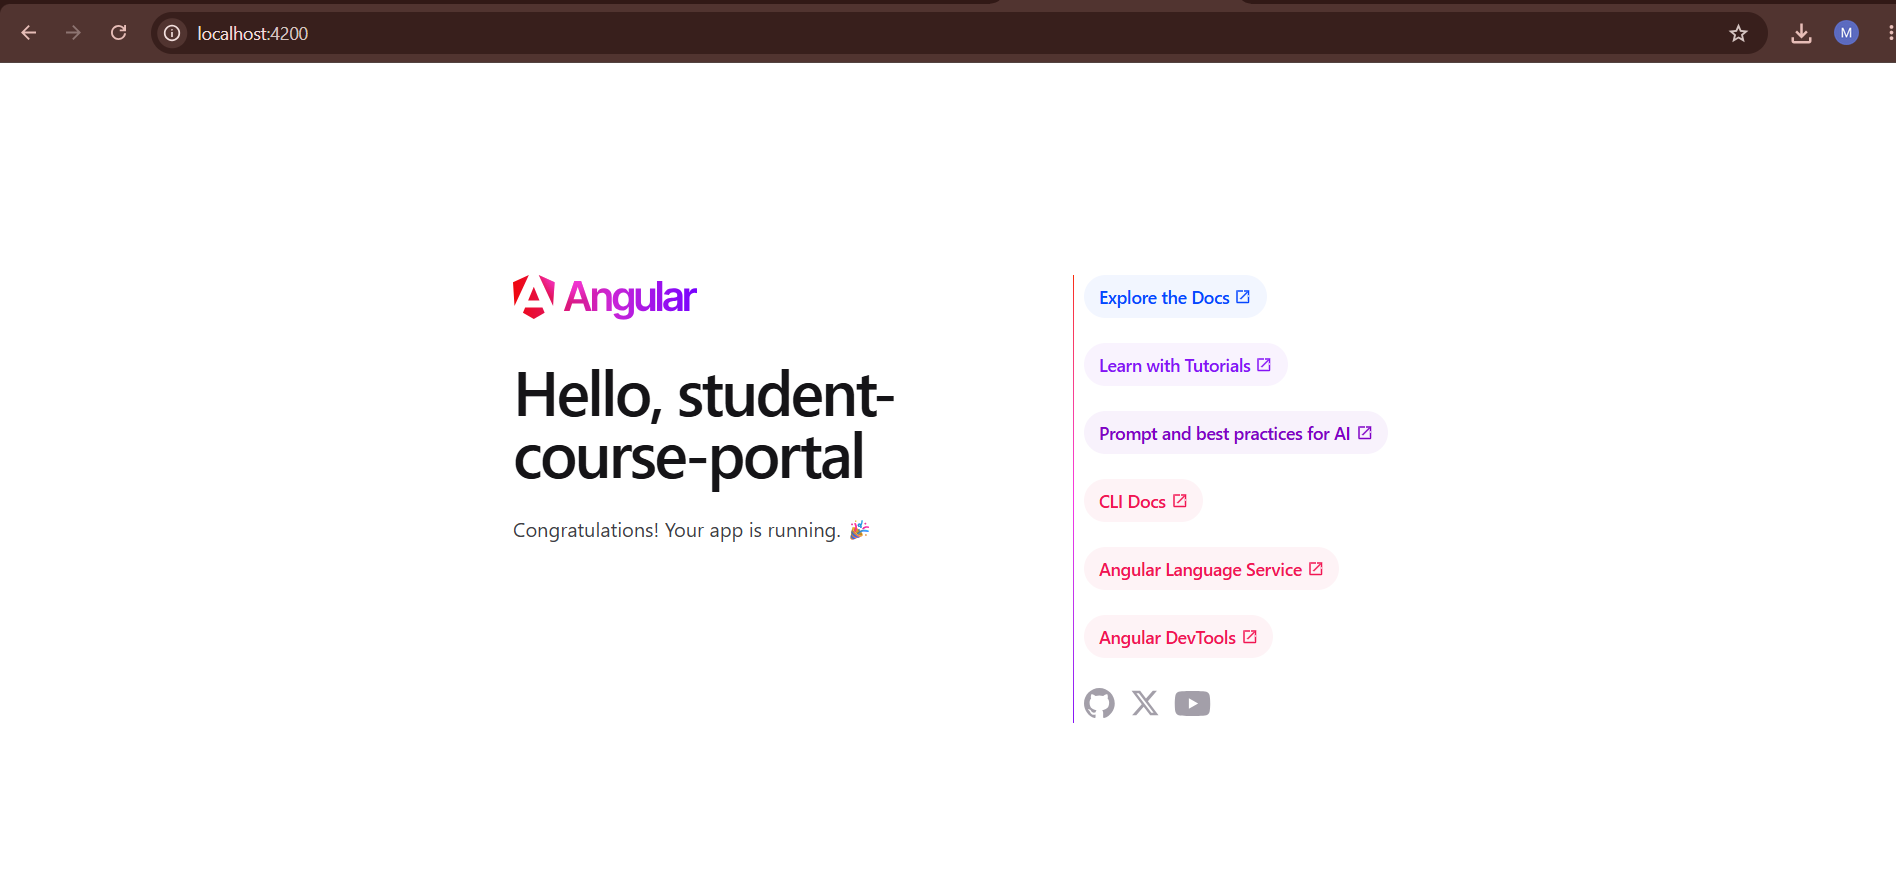 localhost:4200
M
Angular
Hello, student-
course-portal
Congratulations! Your app is running. 🎉
Explore the Docs
Learn with Tutorials
Prompt and best practices for AI
CLI Docs
Angular Language Service
Angular DevTools